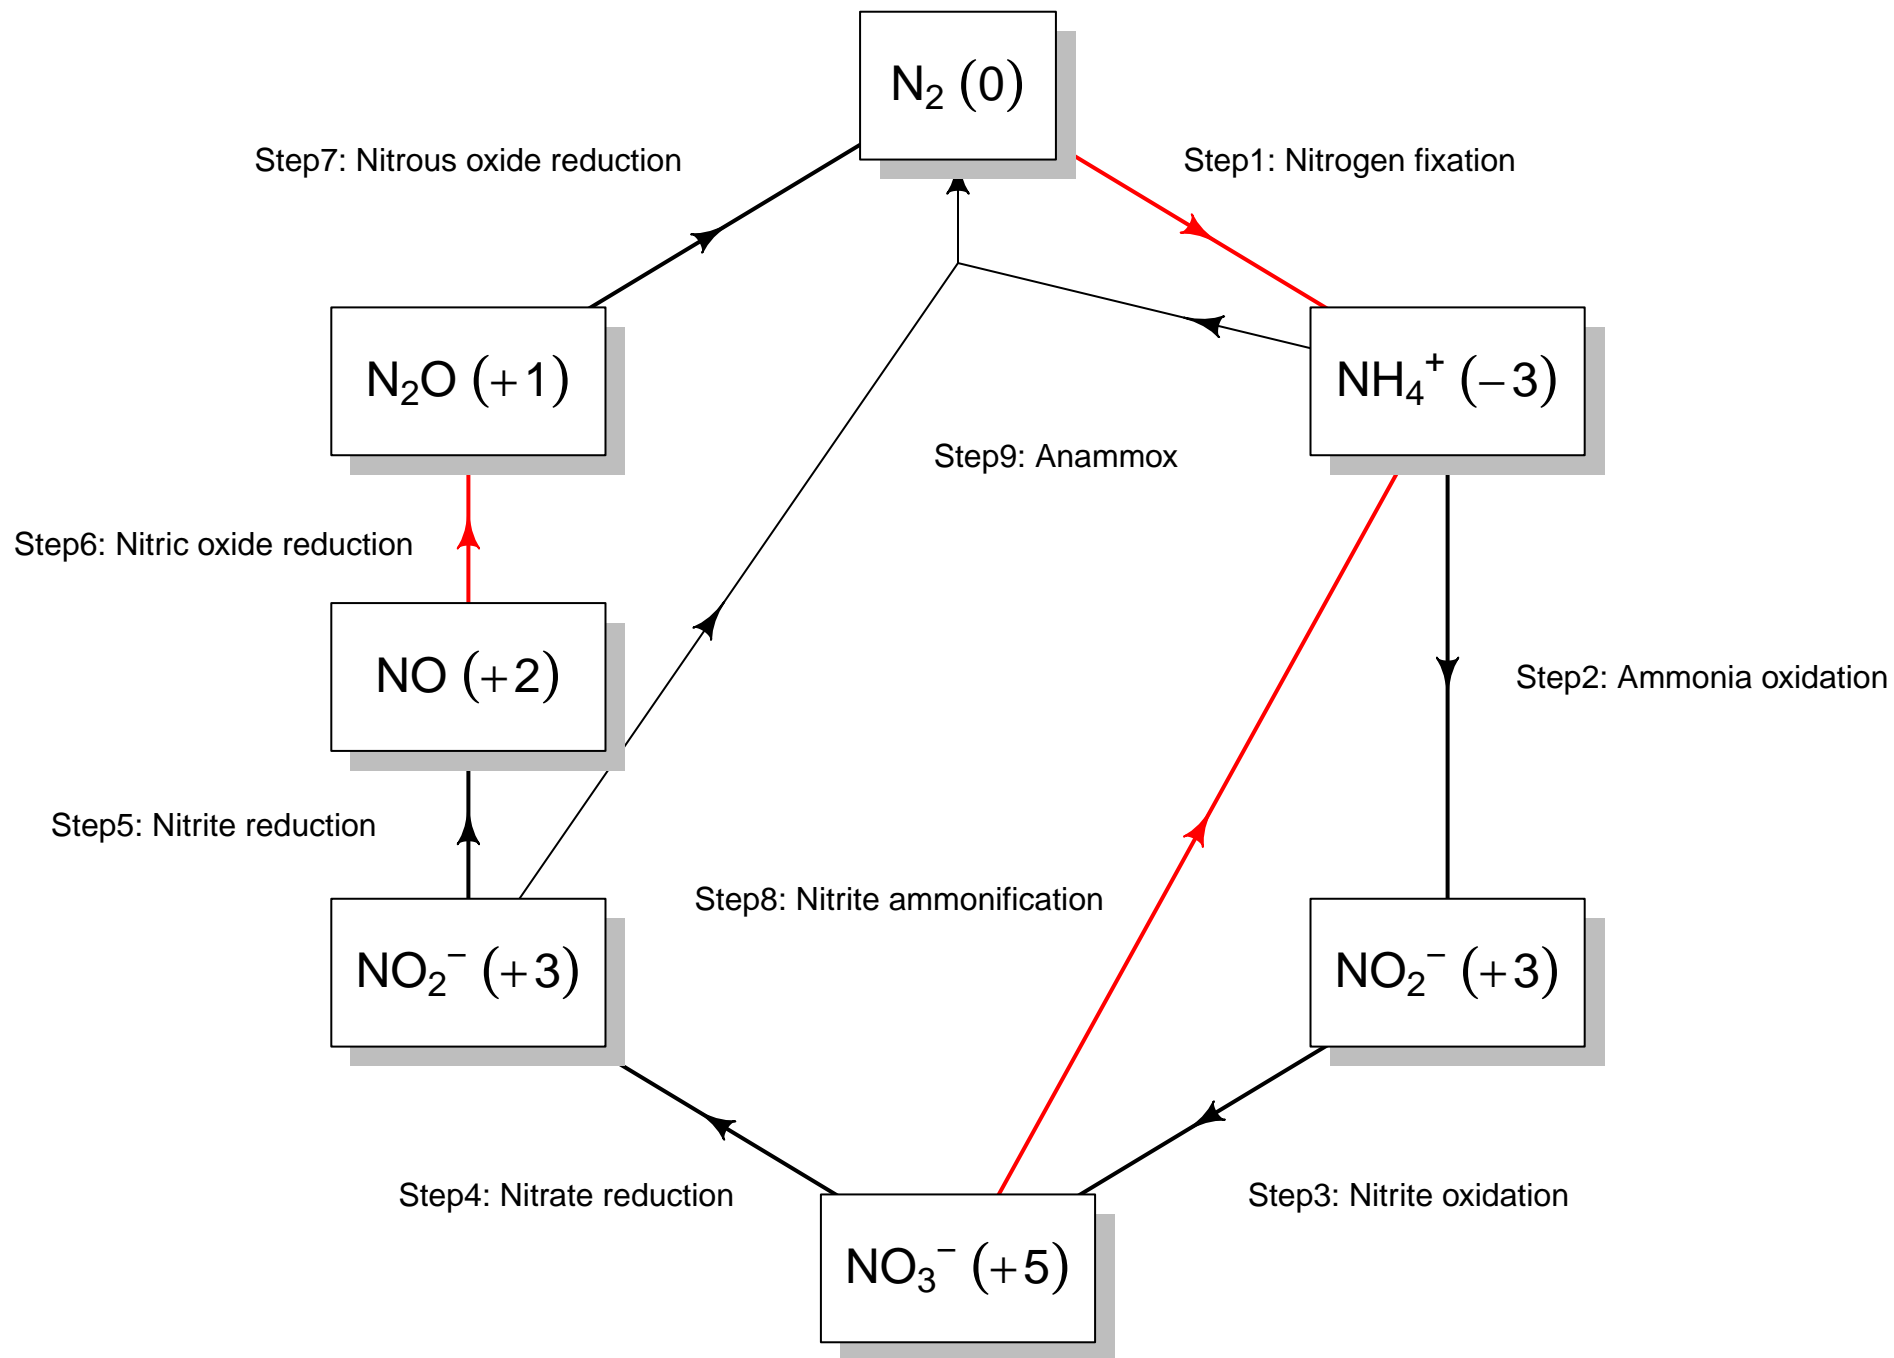 N₂ (0)
Step7: Nitrous oxide reduction
Step1: Nitrogen fixation
N₂O (+1)
NH₄⁺ (−3)
Step9: Anammox
Step6: Nitric oxide reduction
NO (+2)
Step2: Ammonia oxidation
Step5: Nitrite reduction
Step8: Nitrite ammonification
NO₂⁻ (+3)
NO₂⁻ (+3)
Step4: Nitrate reduction
Step3: Nitrite oxidation
NO₃⁻ (+5)